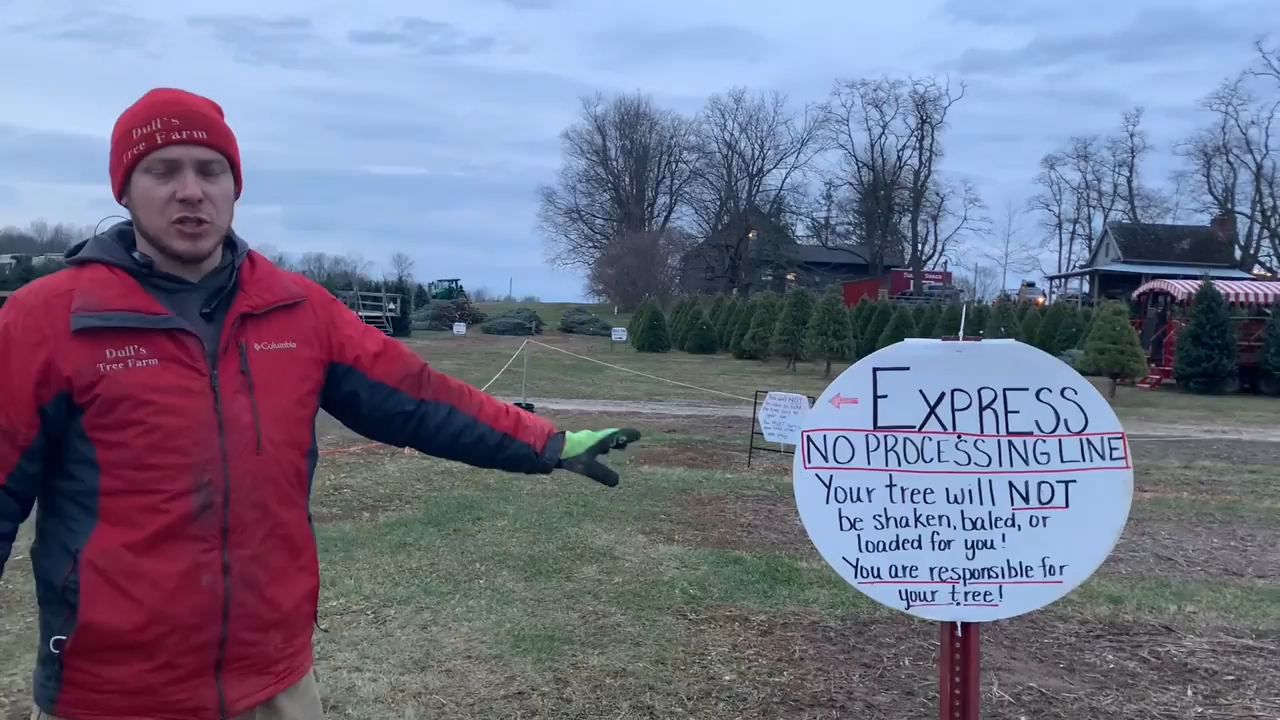 Dull's
Tree Farm
Dull's
Tree Farm
Columbia
EXPRESS
NO PROCESSING LINE
Your tree will NOT
be shaken, baled, or
loaded for you!
You are responsible for
your tree!